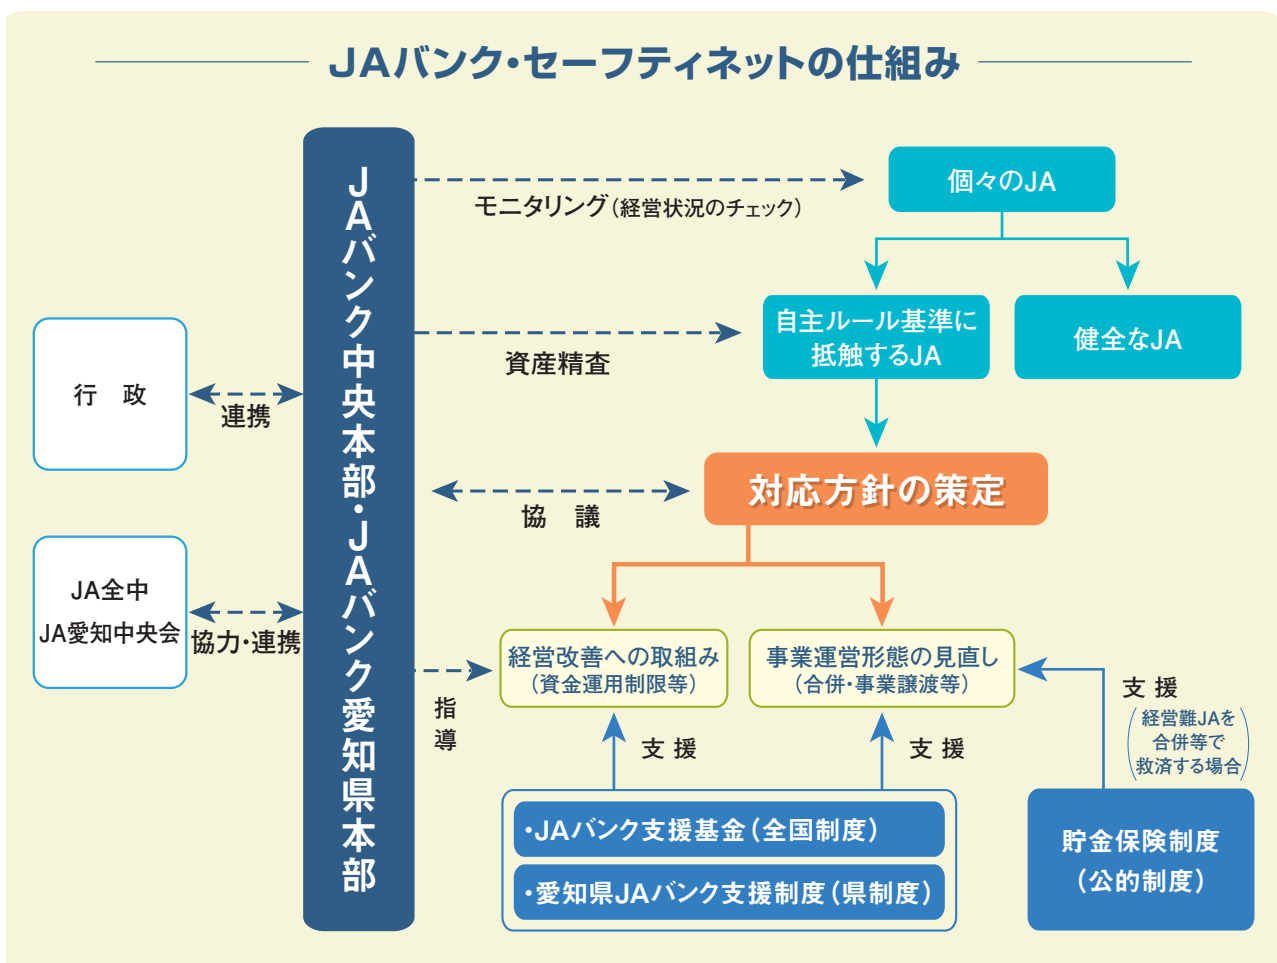 JAバンク・セーフティネットの仕組み
JAバンク中央本部・JAバンク愛知県本部
モニタリング(経営状況のチェック)
個々のJA
資産精査
自主ルール基準に
抵触するJA
健全なJA
行　政
連携
協　議
対応方針の策定
JA全中
JA愛知中央会
協力・連携
指導
経営改善への取組み
(資金運用制限等)
事業運営形態の見直し
(合併・事業譲渡等)
支 援
支 援
支 援
(経営難JAを
合併等で
救済する場合)
・JAバンク支援基金(全国制度)
・愛知県JAバンク支援制度(県制度)
貯金保険制度
(公的制度)